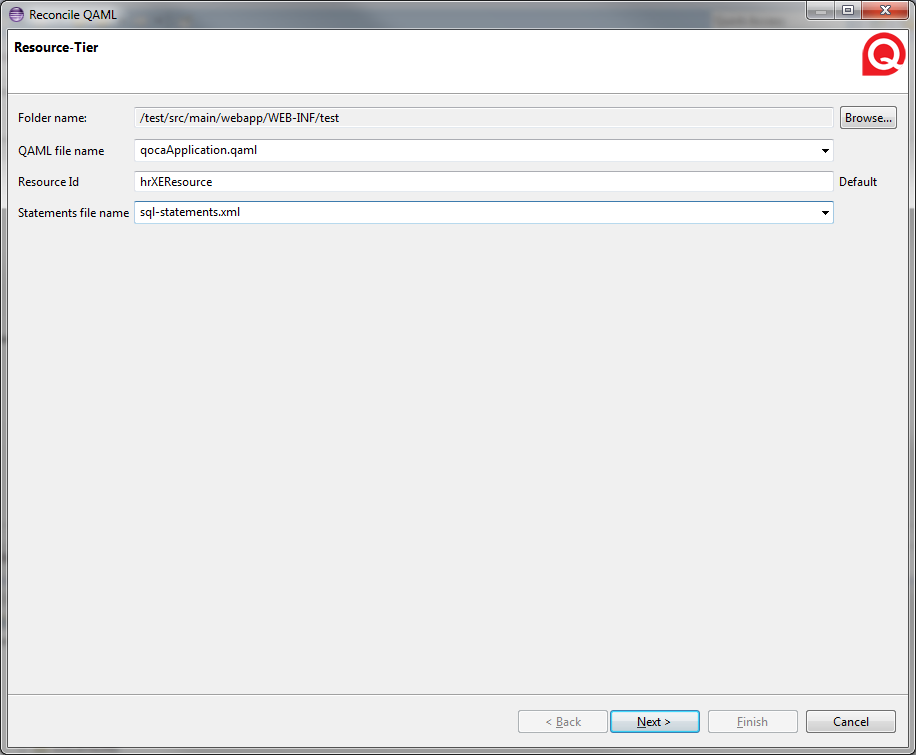 Reconcile QAML
Resource-Tier
Q
Folder name: /test/src/main/webapp/WEB-INF/test Browse...
QAML file name qocaApplication.qaml
Resource Id hrXEResource Default
Statements file name sql-statements.xml
< Back Next > Finish Cancel